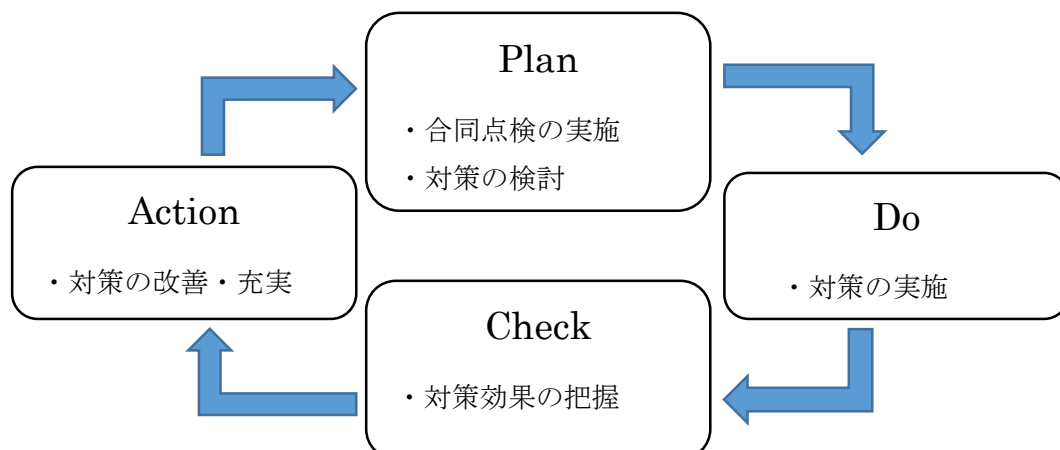 Plan
・合同点検の実施
・対策の検討
Do
・対策の実施
Check
・対策効果の把握
Action
・対策の改善・充実